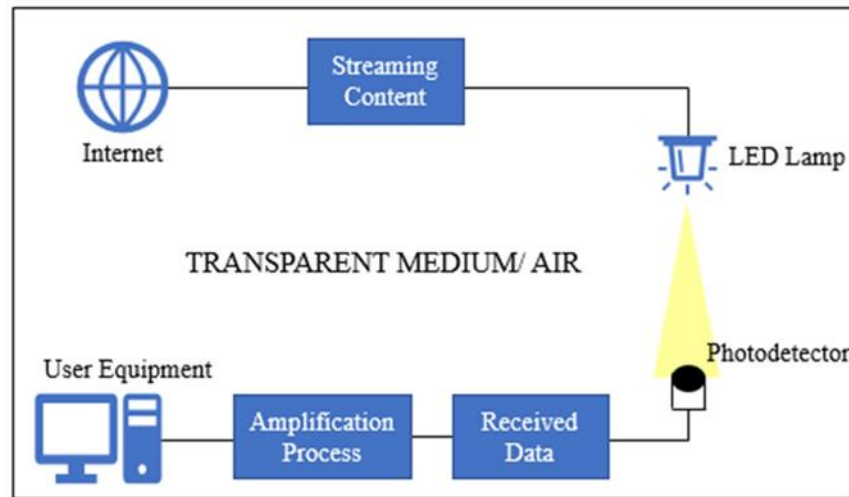 Streaming
Content
Internet
LED Lamp
TRANSPARENT MEDIUM/ AIR
Photodetector
User Equipment
Amplification
Process
Received
Data